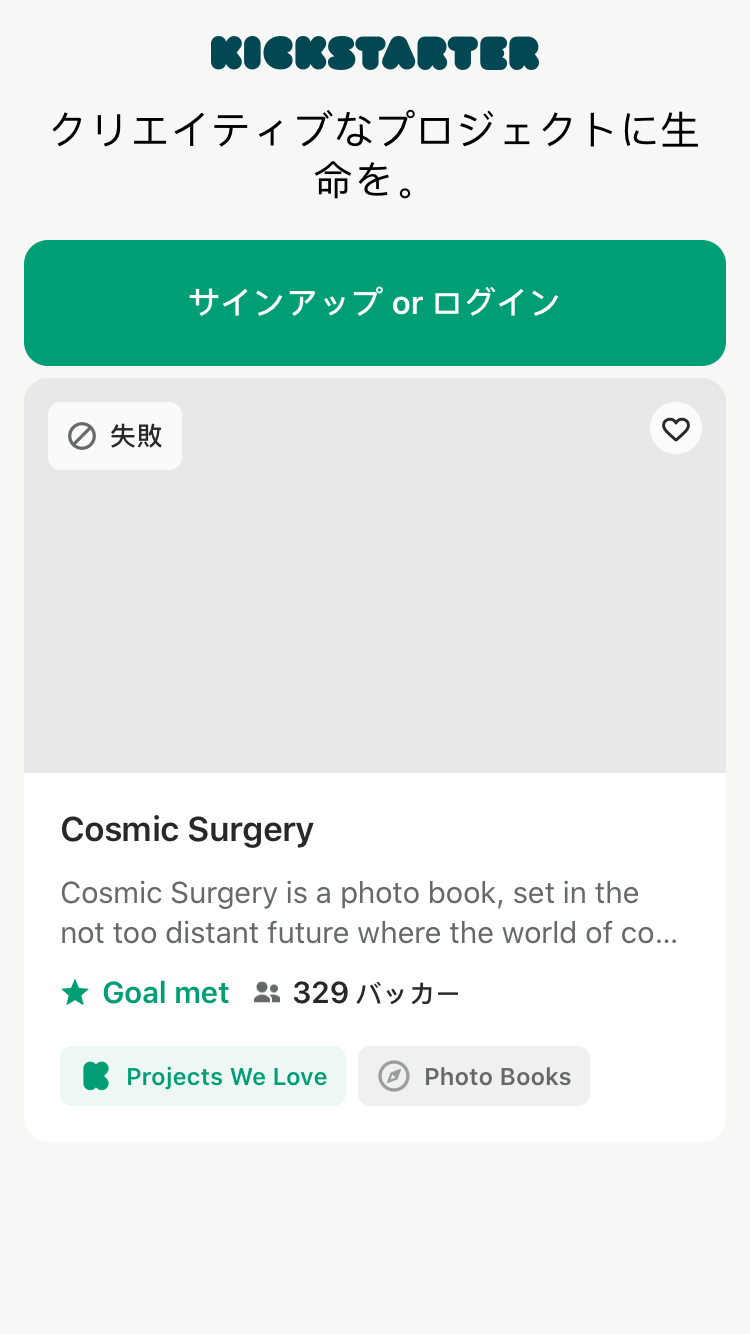 KICKSTARTER
クリエイティブなプロジェクトに生
命を。
サインアップ or ログイン
失敗
Cosmic Surgery
Cosmic Surgery is a photo book, set in the
not too distant future where the world of co...
Goal met 329 バッカー
Projects We Love Photo Books